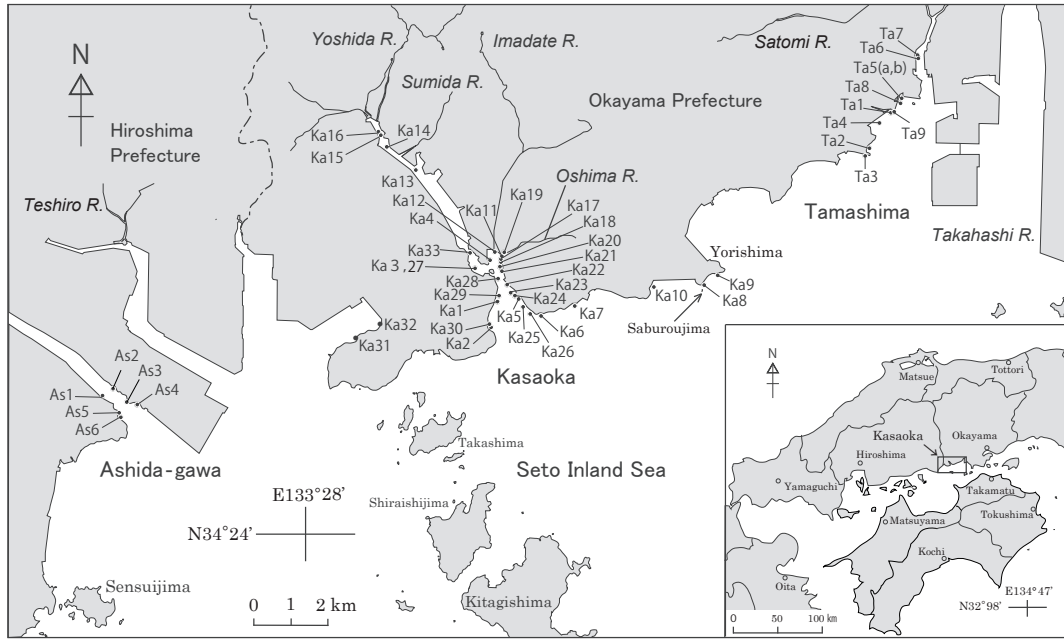 N
Hiroshima
Prefecture
Teshiro R.
Yoshida R.
Imadate R.
Sumida R.
Okayama Prefecture
Satomi R.
Oshima R.
Takahashi R.
Ta7
Ta6
Ta5(a,b)
Ta8
Ta1
Ta4
Ta9
Ta2
Ta3
Tamashima
Ka16
Ka14
Ka15
Ka13
Ka12
Ka11
Ka19
Ka4
Ka17
Ka18
Ka20
Ka33
Ka21
Ka 3 , 27
Ka22
Ka28
Ka23
Ka29
Ka24
Ka1
Ka5
Ka7
Ka30
Ka25
Ka6
Ka2
Ka26
Ka32
Ka31
Ka10
Ka9
Ka8
Yorishima
Saburoujima
Kasaoka
As2
As3
As1
As4
As5
As6
Ashida-gawa
Takashima
Seto Inland Sea
Shiraishijima
E133°28′
N34°24′
Sensuijima
Kitagishima
0 1 2 km
N
Matsue
Tottori
Kasaoka
Okayama
Hiroshima
Yamaguchi
Takamatu
Tokushima
Matsuyama
Kochi
Oita
E134°47′
N32°98′
0 50 100 km